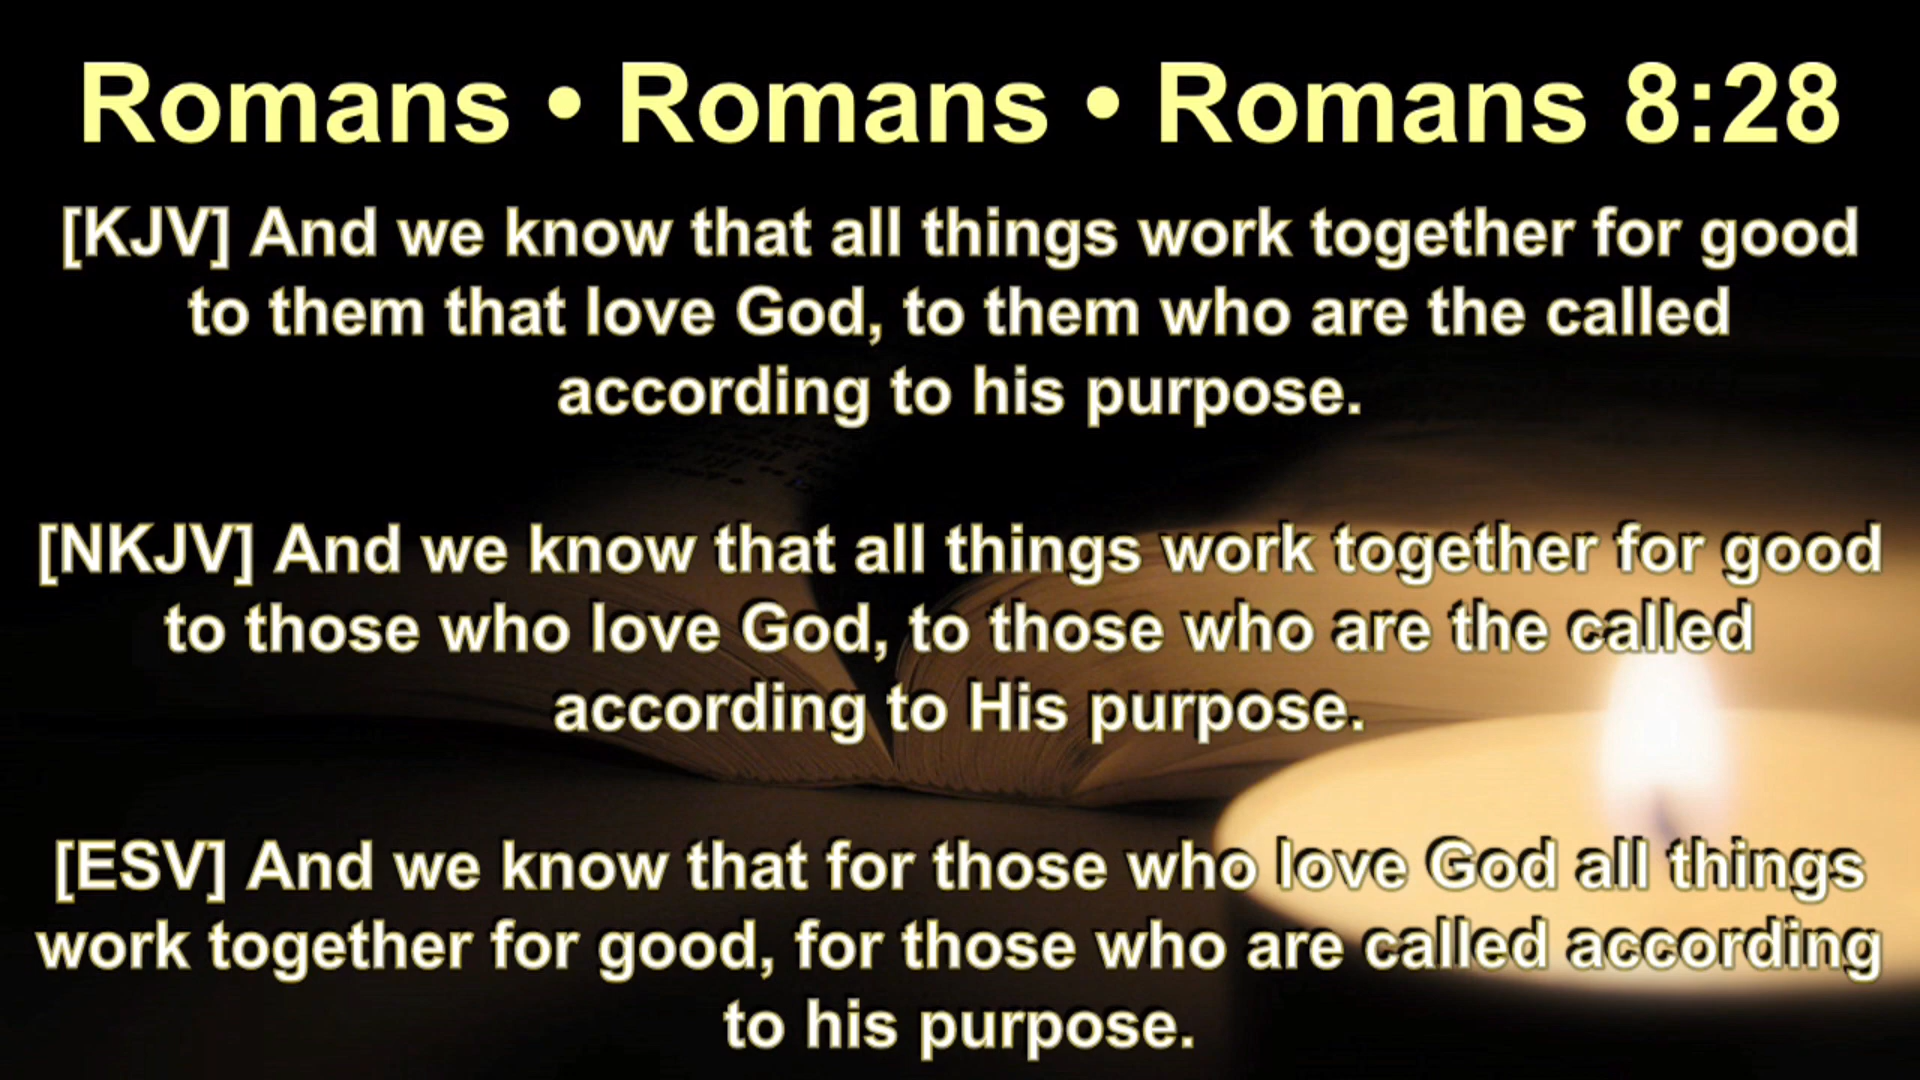 Romans • Romans • Romans 8:28
[KJV] And we know that all things work together for good
to them that love God, to them who are the called
according to his purpose.
[NKJV] And we know that all things work together for good
to those who love God, to those who are the called
according to His purpose.
[ESV] And we know that for those who love God all things
work together for good, for those who are called according
to his purpose.